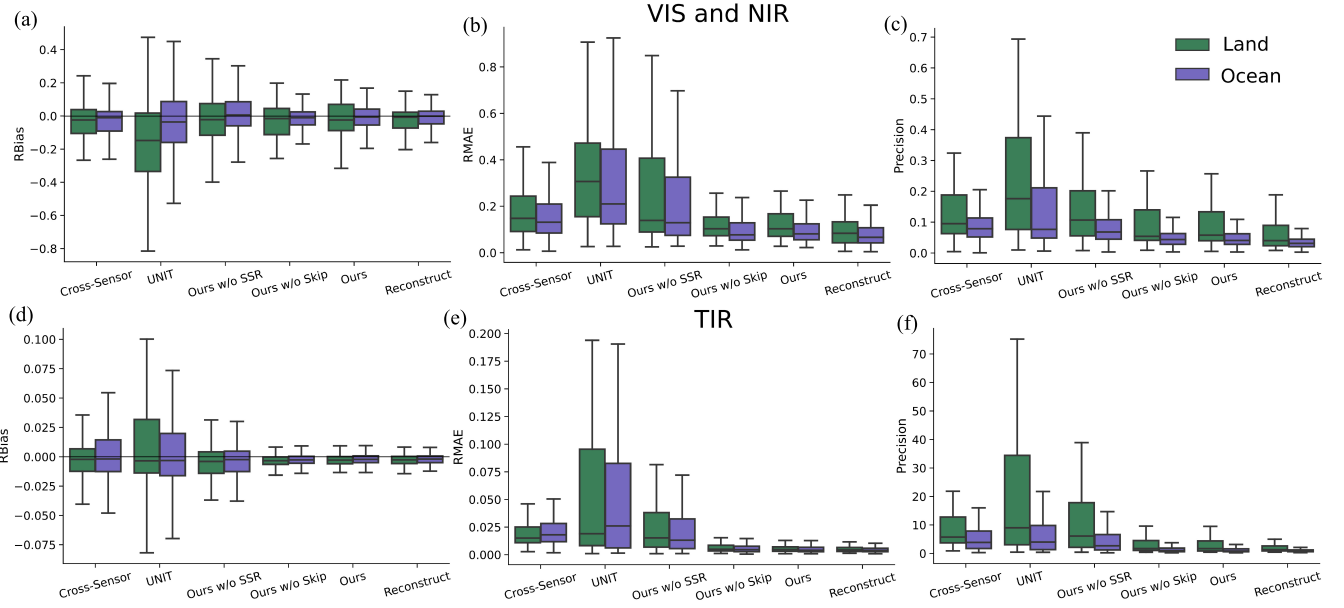 VIS and NIR
(a)
(b)
(c)
RBias
0.4
0.2
0.0
−0.2
−0.4
−0.6
−0.8
Cross-Sensor
UNIT
Ours w/o SSR
Ours w/o Skip
Ours
Reconstruct
RMAE
0.8
0.6
0.4
0.2
0.0
Cross-Sensor
UNIT
Ours w/o SSR
Ours w/o Skip
Ours
Reconstruct
Precision
0.7
0.6
0.5
0.4
0.3
0.2
0.1
0.0
Land
Ocean
Cross-Sensor
UNIT
Ours w/o SSR
Ours w/o Skip
Ours
Reconstruct
TIR
(d)
(e)
(f)
RBias
0.100
0.075
0.050
0.025
0.000
−0.025
−0.050
−0.075
Cross-Sensor
UNIT
Ours w/o SSR
Ours w/o Skip
Ours
Reconstruct
RMAE
0.200
0.175
0.150
0.125
0.100
0.075
0.050
0.025
0.000
Cross-Sensor
UNIT
Ours w/o SSR
Ours w/o Skip
Ours
Reconstruct
Precision
70
60
50
40
30
20
10
0
Cross-Sensor
UNIT
Ours w/o SSR
Ours w/o Skip
Ours
Reconstruct